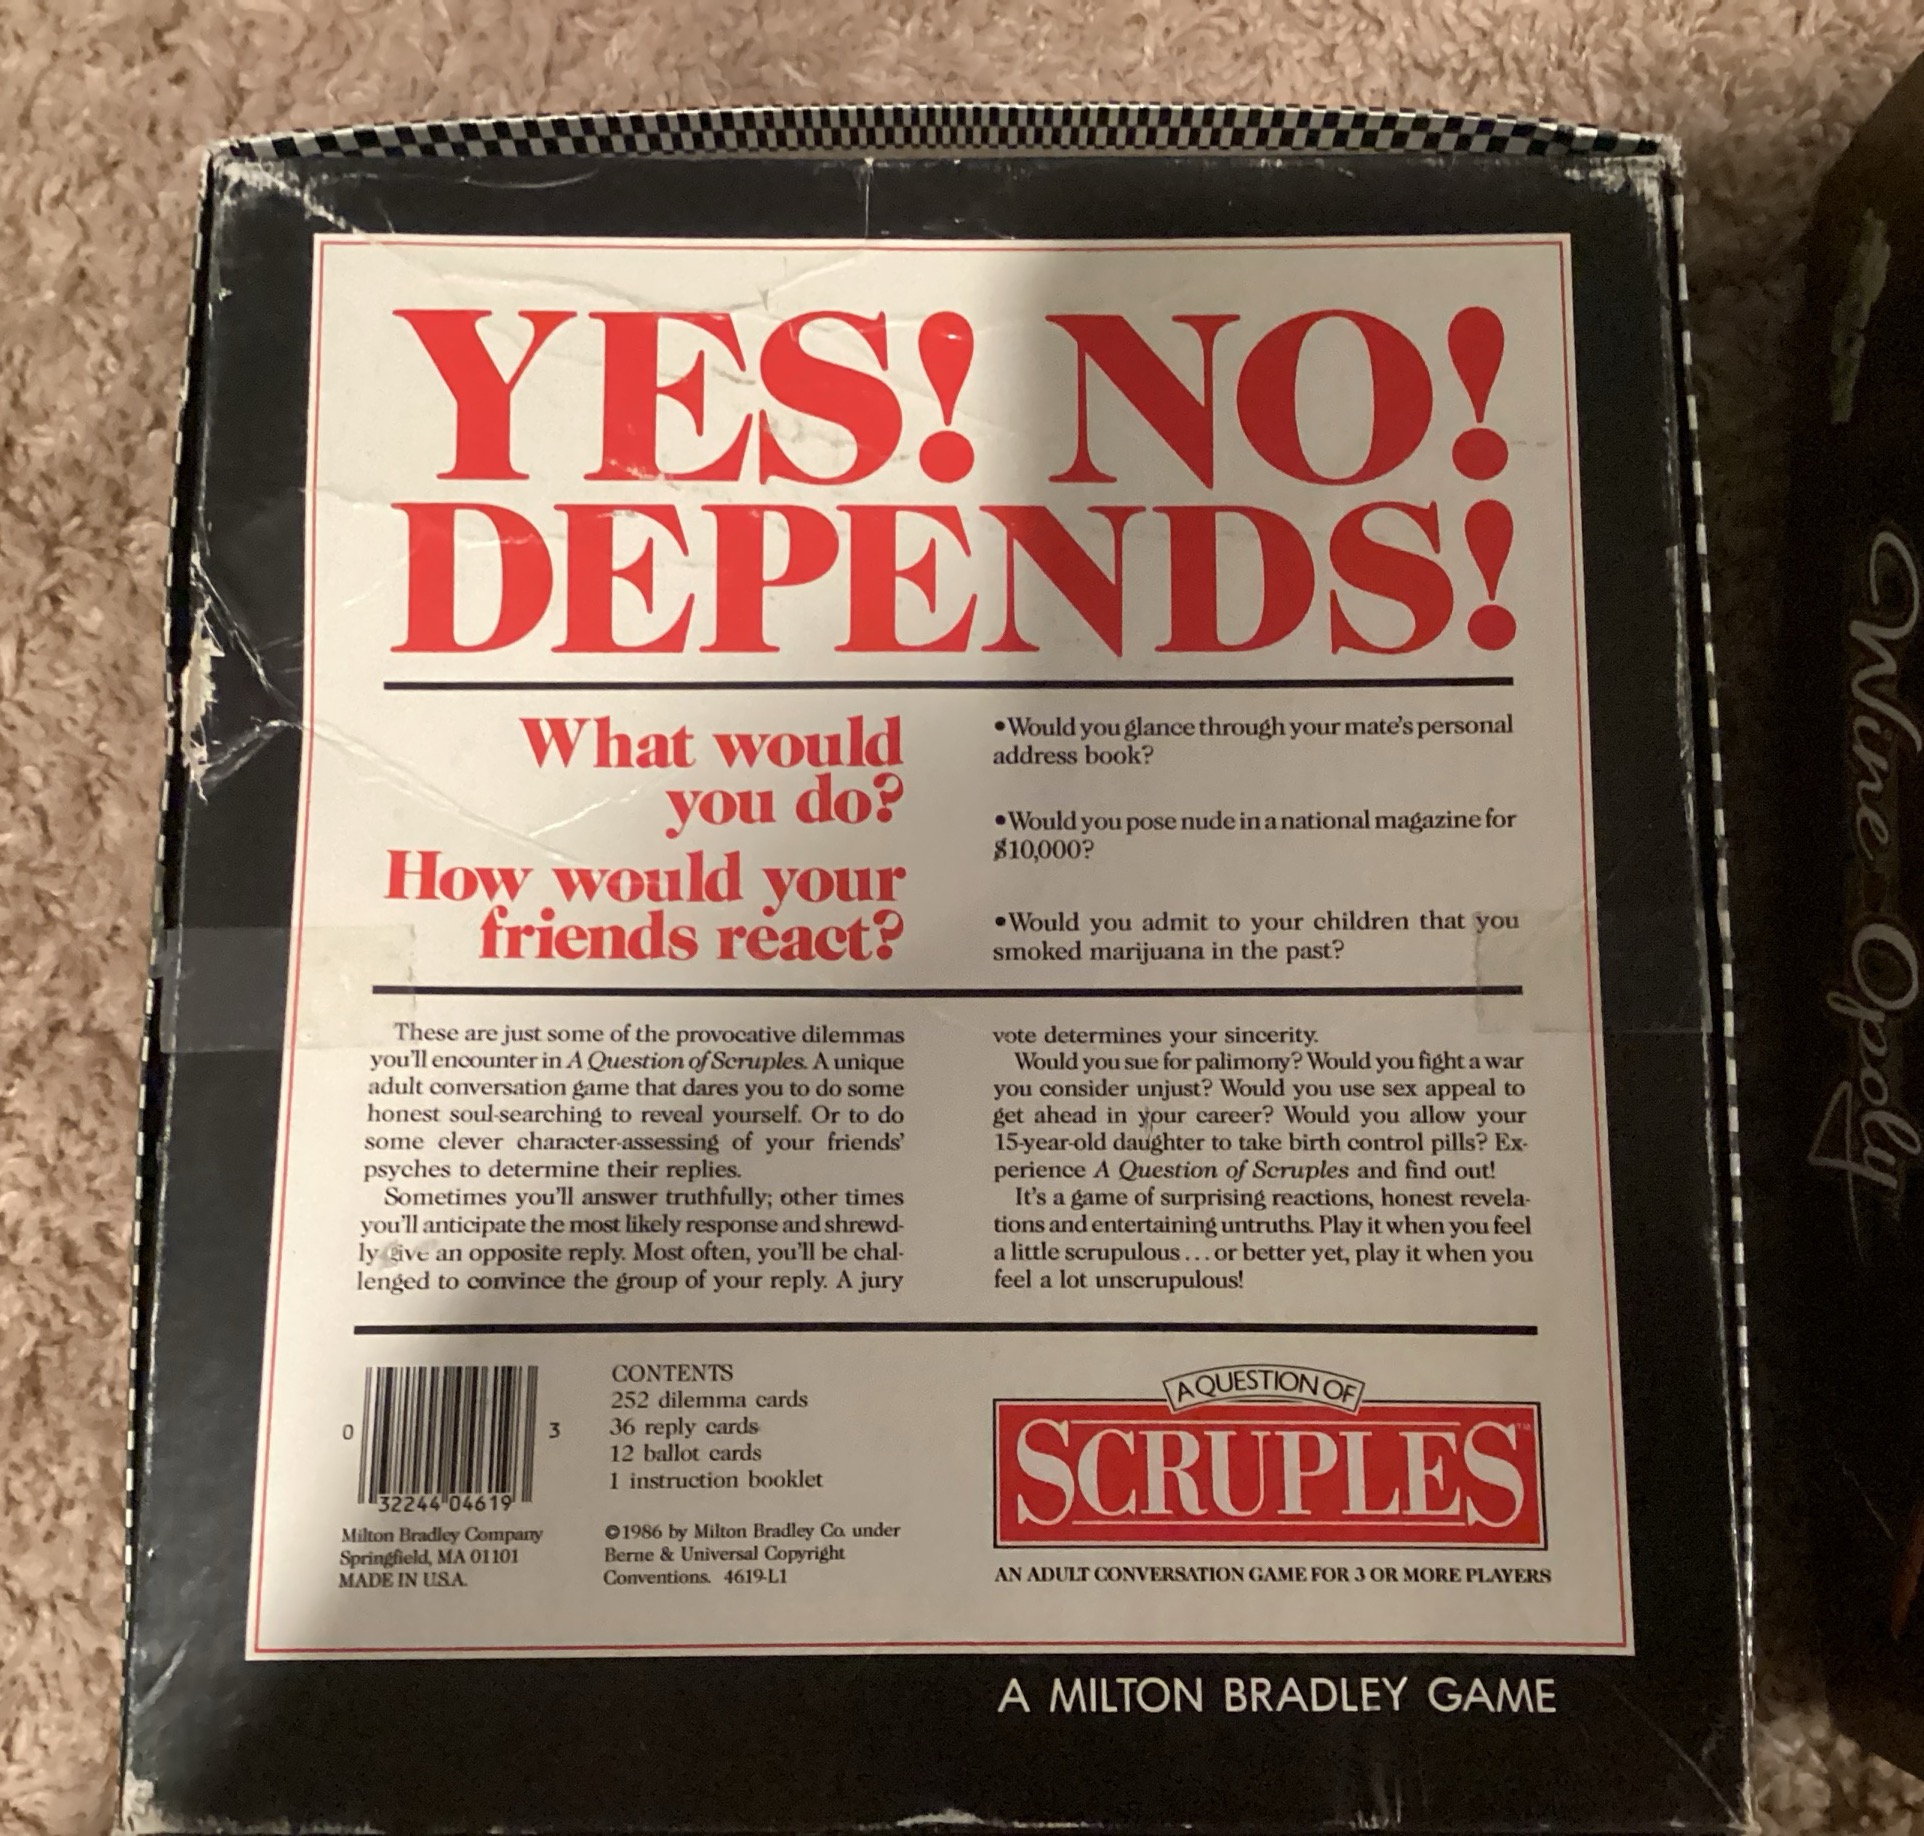 YES! NO!
DEPENDS!
What would
you do?
How would your
friends react?
•Would you glance through your mate's personal
address book?
•Would you pose nude in a national magazine for
$10,000?
•Would you admit to your children that you
smoked marijuana in the past?
These are just some of the provocative dilemmas
you'll encounter in A Question of Scruples. A unique
adult conversation game that dares you to do some
honest soul-searching to reveal yourself. Or to do
some clever character-assessing of your friends'
psyches to determine their replies.
Sometimes you'll answer truthfully; other times
you'll anticipate the most likely response and shrewd-
ly give an opposite reply. Most often, you'll be chal-
lenged to convince the group of your reply. A jury
vote determines your sincerity.
Would you sue for palimony? Would you fight a war
you consider unjust? Would you use sex appeal to
get ahead in your career? Would you allow your
15-year-old daughter to take birth control pills? Ex-
perience A Question of Scruples and find out!
It's a game of surprising reactions, honest revela-
tions and entertaining untruths. Play it when you feel
a little scrupulous...or better yet, play it when you
feel a lot unscrupulous!
0 32244 04619 3
Milton Bradley Company
Springfield, MA 01101
MADE IN U.S.A.
CONTENTS
252 dilemma cards
36 reply cards
12 ballot cards
1 instruction booklet
©1986 by Milton Bradley Co. under
Berne & Universal Copyright
Conventions. 4619-L1
A QUESTION OF
SCRUPLES™
AN ADULT CONVERSATION GAME FOR 3 OR MORE PLAYERS
A MILTON BRADLEY GAME
Wine-Opoly